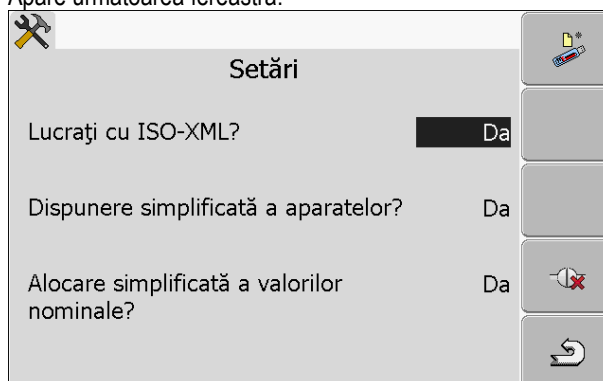 Apare următoarea fereastră:
Setări
Lucraţi cu ISO-XML?
Da
Dispunere simplificată a aparatelor?
Da
Alocare simplificată a valorilor
nominale?
Da